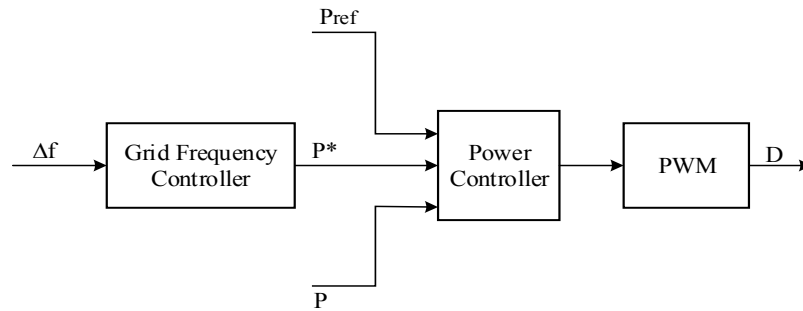 Pref
Δf
Grid Frequency
Controller
P*
Power
Controller
PWM
D
P